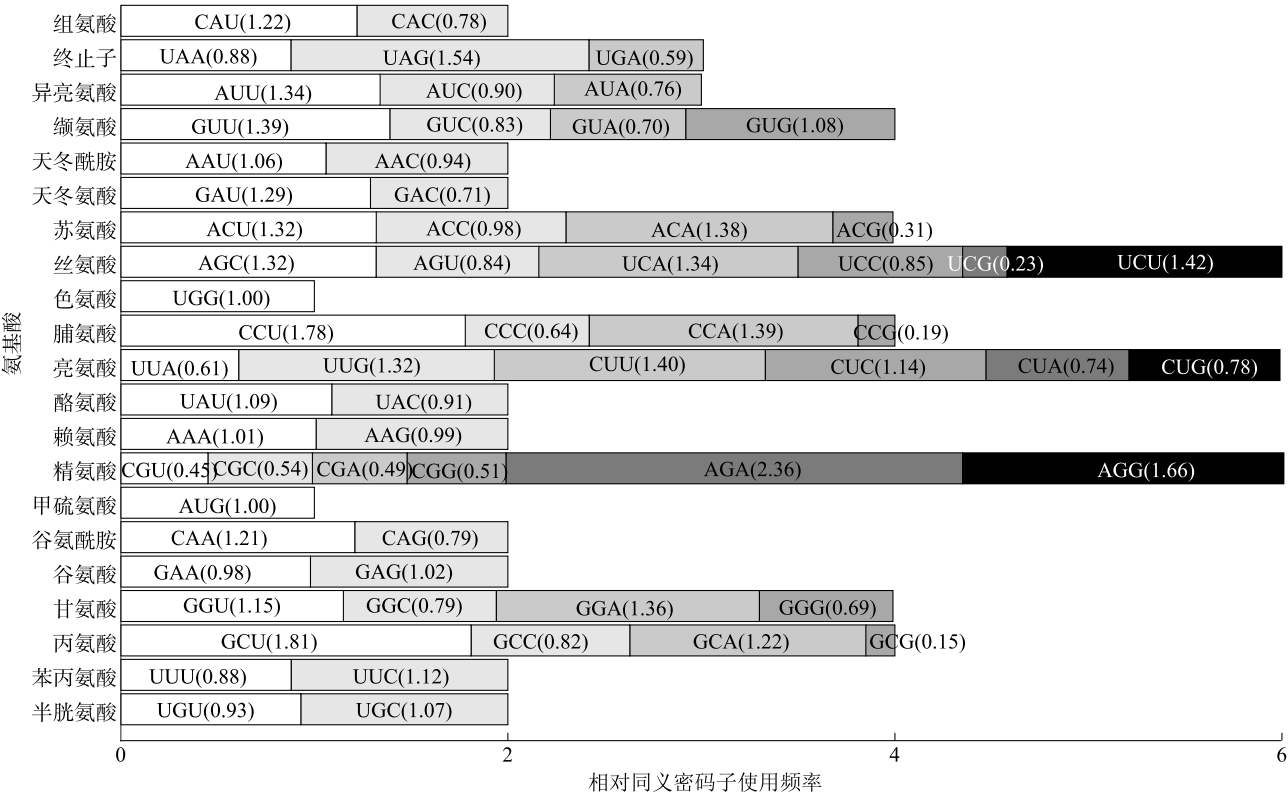 组氨酸 CAU(1.22) CAC(0.78)
终止子 UAA(0.88) UAG(1.54) UGA(0.59)
异亮氨酸 AUU(1.34) AUC(0.90) AUA(0.76)
缬氨酸 GUU(1.39) GUC(0.83) GUA(0.70) GUG(1.08)
天冬酰胺 AAU(1.06) AAC(0.94)
天冬氨酸 GAU(1.29) GAC(0.71)
苏氨酸 ACU(1.32) ACC(0.98) ACA(1.38) ACG(0.31)
丝氨酸 AGC(1.32) AGU(0.84) UCA(1.34) UCC(0.85) UCG(0.23) UCU(1.42)
色氨酸 UGG(1.00)
脯氨酸 CCU(1.78) CCC(0.64) CCA(1.39) CCG(0.19)
亮氨酸 UUA(0.61) UUG(1.32) CUU(1.40) CUC(1.14) CUA(0.74) CUG(0.78)
酪氨酸 UAU(1.09) UAC(0.91)
赖氨酸 AAA(1.01) AAG(0.99)
精氨酸 CGU(0.45) CGC(0.54) CGA(0.49) CGG(0.51) AGA(2.36) AGG(1.66)
甲硫氨酸 AUG(1.00)
谷氨酰胺 CAA(1.21) CAG(0.79)
谷氨酸 GAA(0.98) GAG(1.02)
甘氨酸 GGU(1.15) GGC(0.79) GGA(1.36) GGG(0.69)
丙氨酸 GCU(1.81) GCC(0.82) GCA(1.22) GCG(0.15)
苯丙氨酸 UUU(0.88) UUC(1.12)
半胱氨酸 UGU(0.93) UGC(1.07)
氨基酸
0 2 4 6
相对同义密码子使用频率